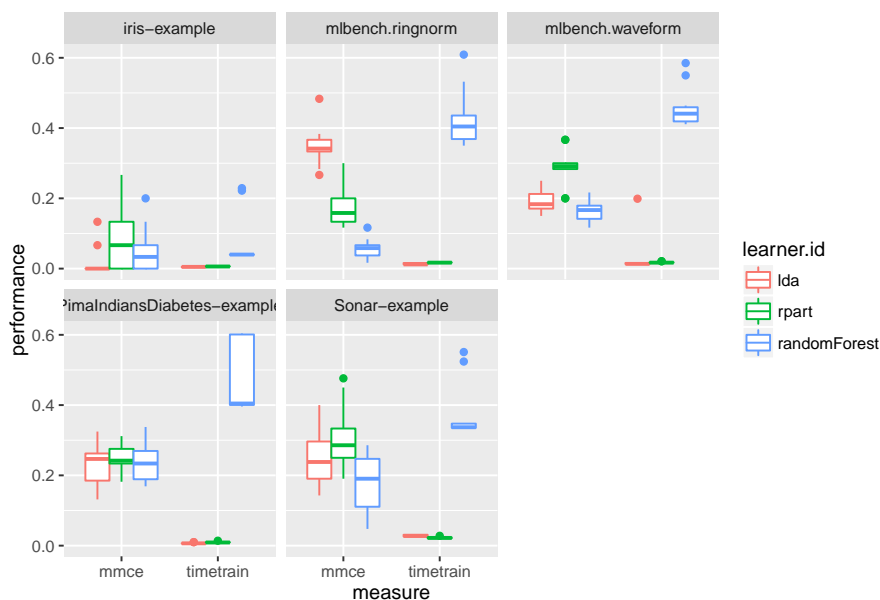 iris-example
mlbench.ringnorm
mlbench.waveform
0.6
0.4
0.2
0.0
PimaIndiansDiabetes-example
Sonar-example
0.6
0.4
0.2
0.0
performance
mmce
timetrain
mmce
timetrain
measure
learner.id
lda
rpart
randomForest